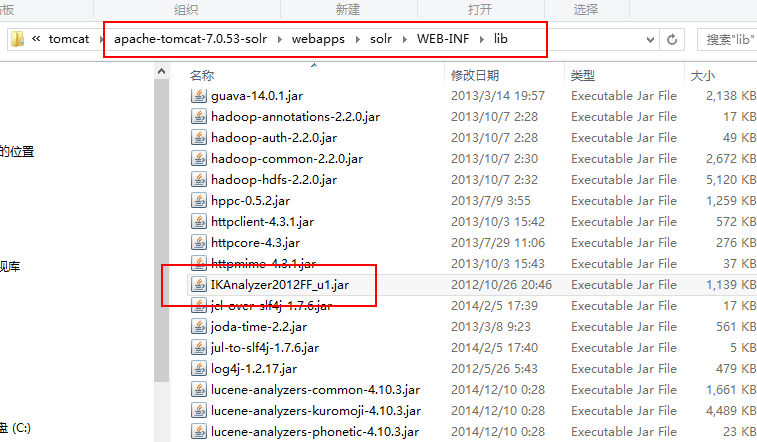 板 组织 新建 打开 选择
« tomcat apache-tomcat-7.0.53-solr webapps solr WEB-INF lib 搜索"lib"
名称 修改日期 类型 大小
guava-14.0.1.jar 2013/3/14 19:57 Executable Jar File 2,138 KB
hadoop-annotations-2.2.0.jar 2013/10/7 2:28 Executable Jar File 17 KB
hadoop-auth-2.2.0.jar 2013/10/7 2:28 Executable Jar File 49 KB
的位置 hadoop-common-2.2.0.jar 2013/10/7 2:30 Executable Jar File 2,672 KB
hadoop-hdfs-2.2.0.jar 2013/10/7 2:32 Executable Jar File 5,120 KB
hppc-0.5.2.jar 2013/7/9 3:55 Executable Jar File 1,259 KB
httpclient-4.3.1.jar 2013/10/3 15:42 Executable Jar File 572 KB
httpcore-4.3.jar 2013/7/29 11:06 Executable Jar File 276 KB
视库 httpmime-4.3.1.jar 2013/10/3 15:43 Executable Jar File 37 KB
IKAnalyzer2012FF_u1.jar 2012/10/26 20:46 Executable Jar File 1,139 KB
jcl-over-slf4j-1.7.6.jar 2014/2/5 17:39 Executable Jar File 17 KB
joda-time-2.2.jar 2013/3/8 9:23 Executable Jar File 561 KB
jul-to-slf4j-1.7.6.jar 2014/2/5 17:40 Executable Jar File 5 KB
log4j-1.2.17.jar 2012/5/26 5:43 Executable Jar File 479 KB
lucene-analyzers-common-4.10.3.jar 2014/12/10 0:28 Executable Jar File 1,661 KB
lucene-analyzers-kuromoji-4.10.3.jar 2014/12/10 0:28 Executable Jar File 4,489 KB
盘 (C:) lucene-analyzers-phonetic-4.10.3.jar 2014/12/10 0:28 Executable Jar File 23 KB